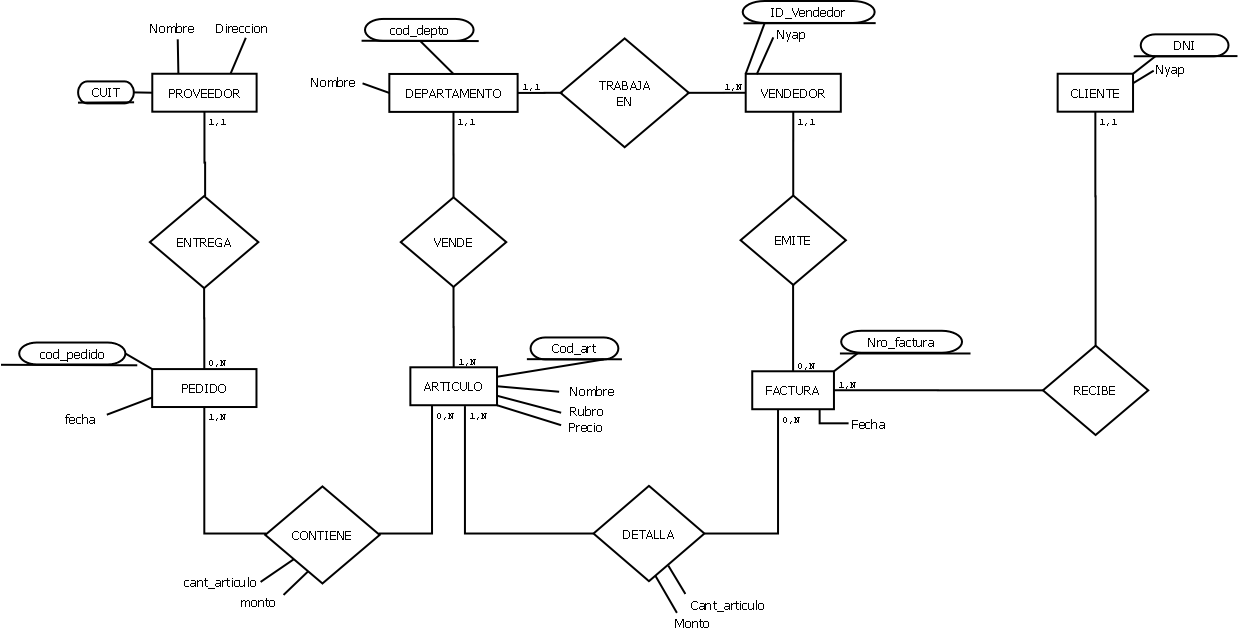 ID_Vendedor
Nombre
Direccion
cod_depto
Nyap
DNI
Nyap
Nombre
CUIT
PROVEEDOR
DEPARTAMENTO
1,1
TRABAJA
EN
1,N
VENDEDOR
CLIENTE
1,1
1,1
1,1
1,1
ENTREGA
VENDE
EMITE
cod_pedido
0,N
Cod_art
1,N
Nro_factura
0,N
PEDIDO
ARTICULO
FACTURA
1,N
RECIBE
Nombre
Rubro
Precio
fecha
1,N
0,N
1,N
0,N
Fecha
CONTIENE
DETALLA
cant_articulo
monto
Cant_articulo
Monto